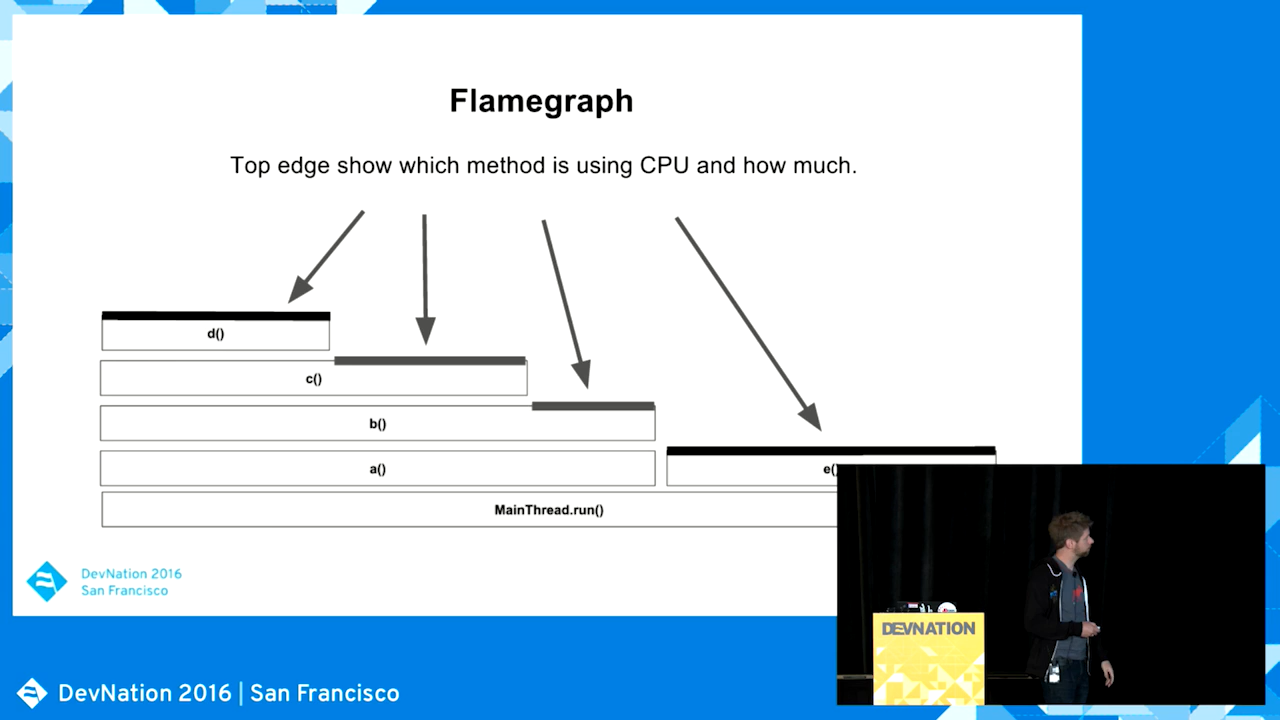 Flamegraph
Top edge show which method is using CPU and how much.
d()
c()
b()
a()
e()
MainThread.run()
DevNation 2016
San Francisco
DEVNATION
DevNation 2016 | San Francisco